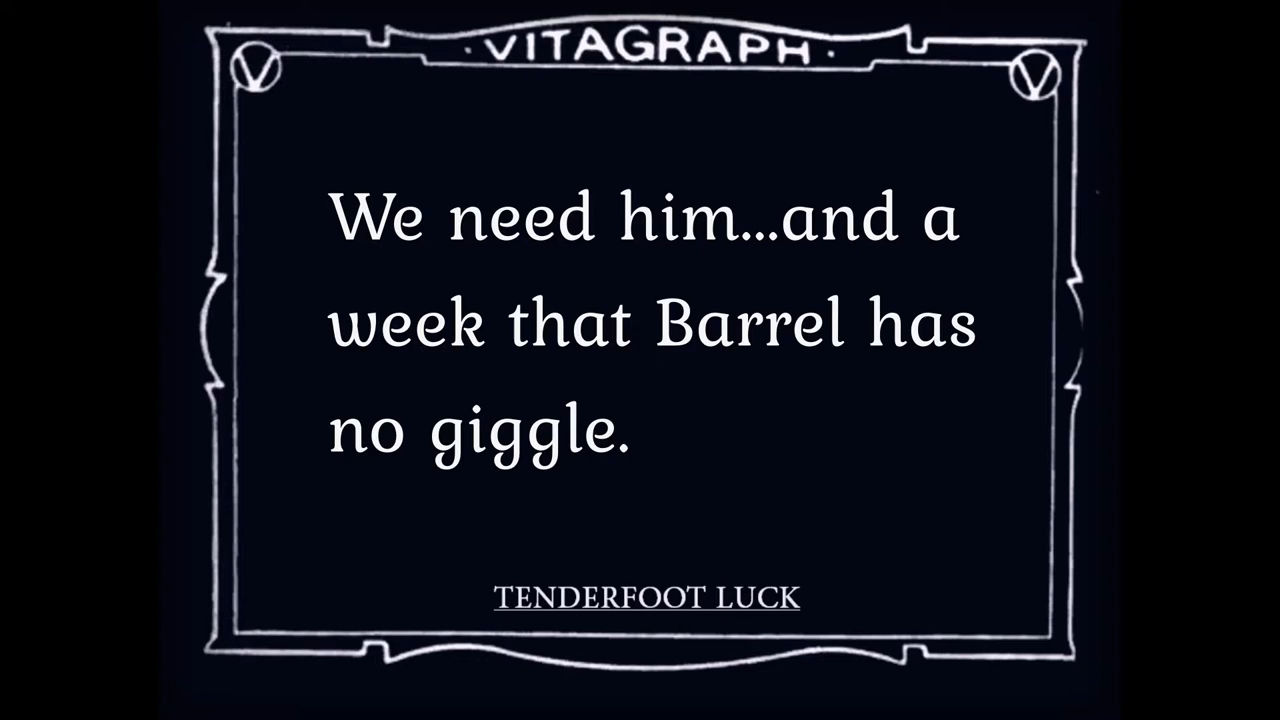 · VITAGRAPH ·
V V
We need him...and a
week that Barrel has
no giggle.
TENDERFOOT LUCK